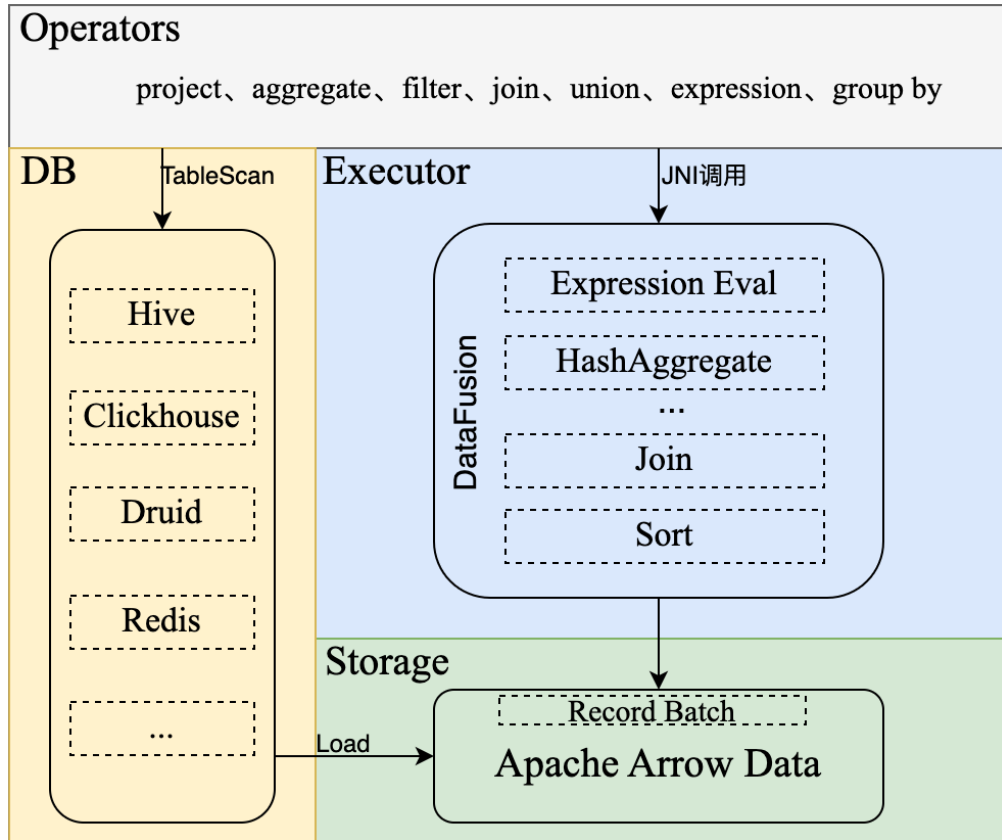 Operators
project、aggregate、filter、join、union、expression、group by
DB
TableScan
Hive
Clickhouse
Druid
Redis
...
Executor
JNI调用
DataFusion
Expression Eval
HashAggregate
...
Join
Sort
Storage
Load
Record Batch
Apache Arrow Data